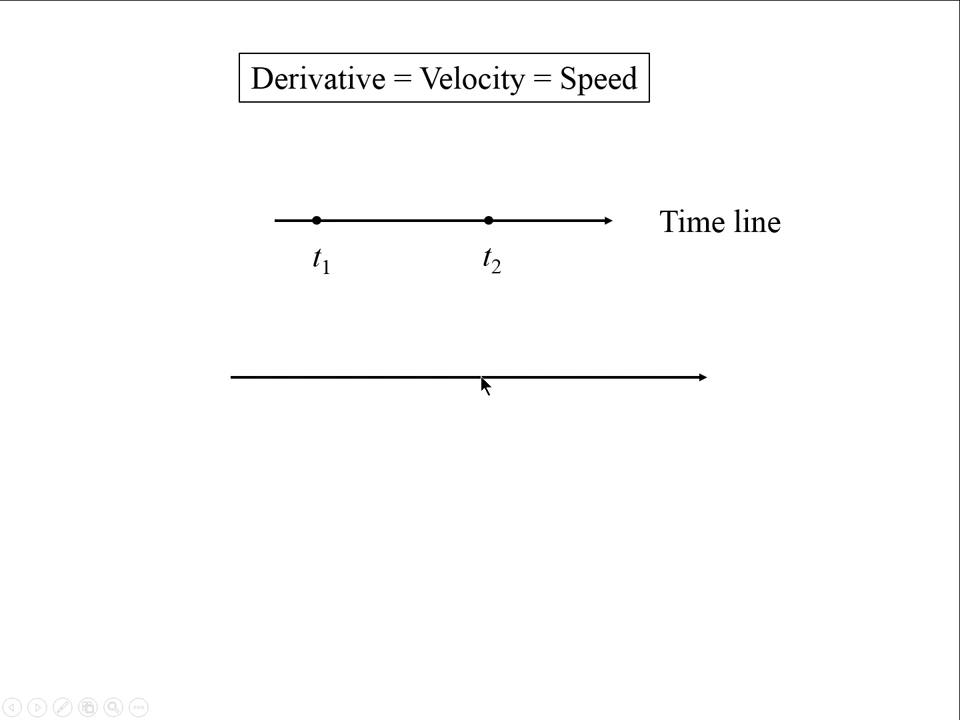 Derivative = Velocity = Speed
Time line
t₁ t₂